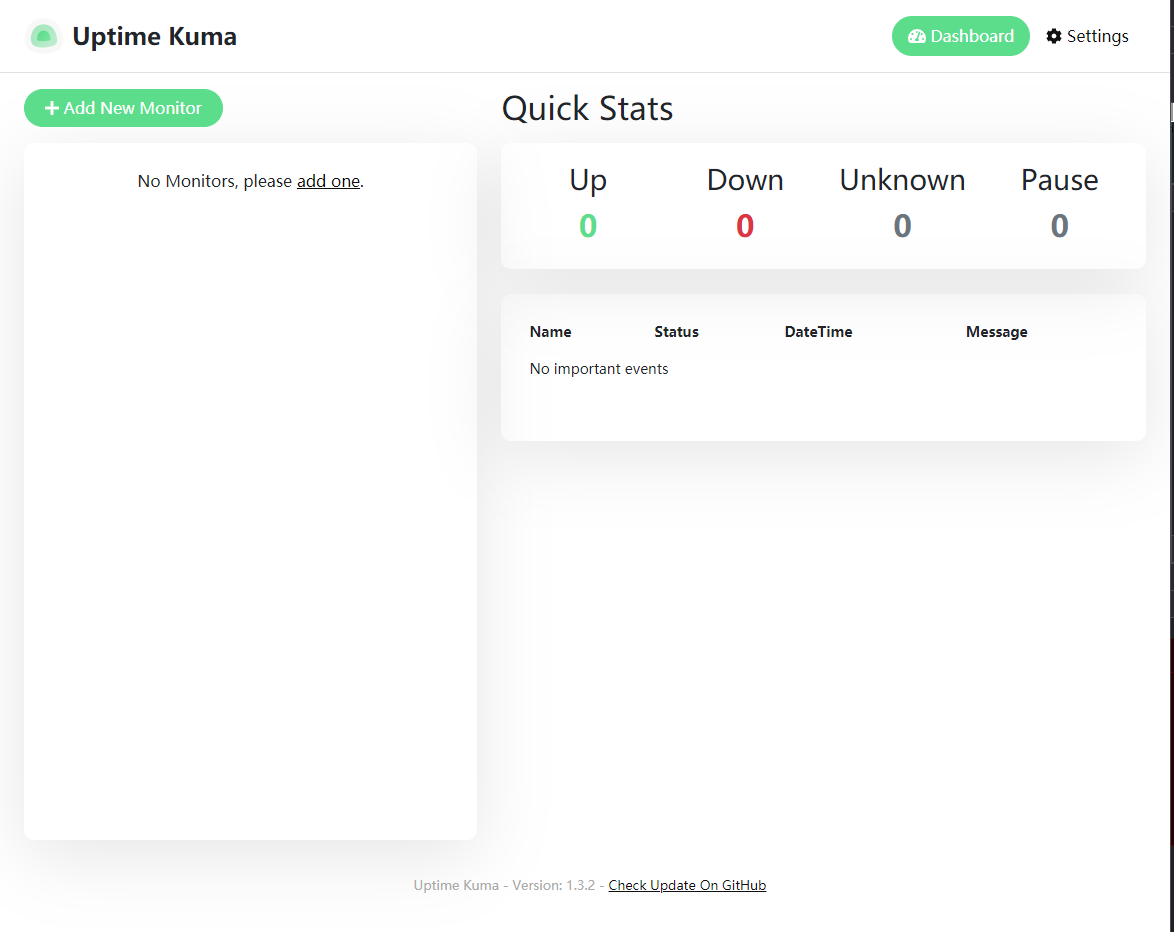 Uptime Kuma
Dashboard
Settings
Add New Monitor
No Monitors, please add one.
Quick Stats
Up Down Unknown Pause
0 0 0 0
Name Status DateTime Message
No important events
Uptime Kuma - Version: 1.3.2 - Check Update On GitHub